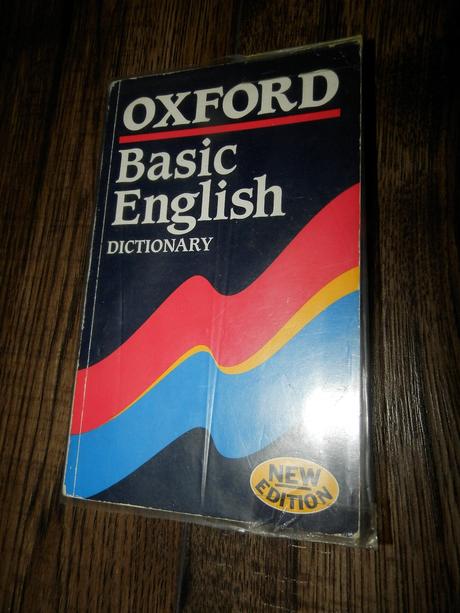 OXFORD
Basic
English
DICTIONARY
NEW
EDITION